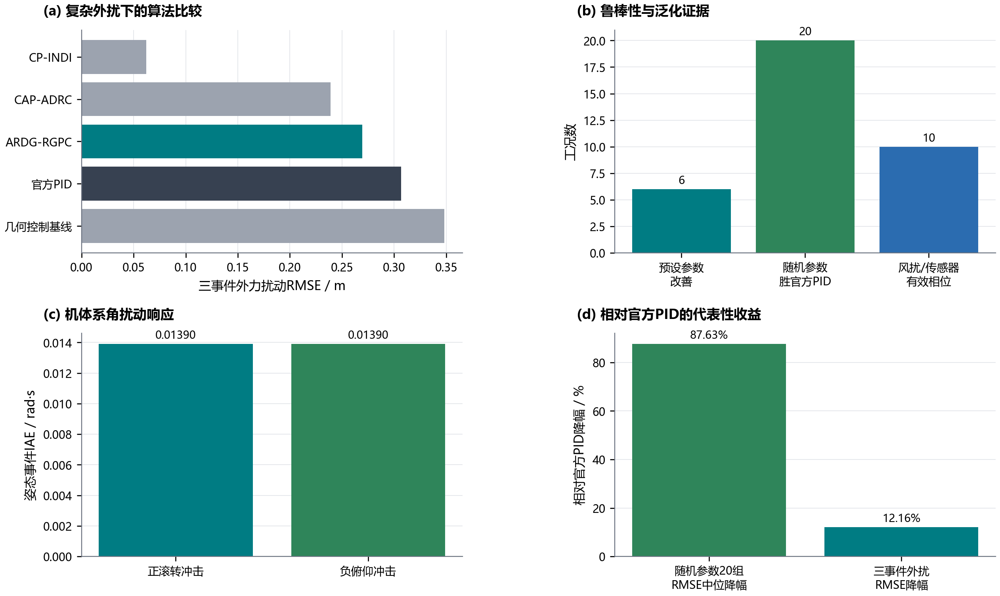 (a) 复杂外扰下的算法比较
CP-INDI
CAP-ADRC
ARDG-RGPC
官方PID
几何控制基线
0.00 0.05 0.10 0.15 0.20 0.25 0.30 0.35
三事件外力扰动RMSE / m
(b) 鲁棒性与泛化证据
工况数
20.0
17.5
15.0
12.5
10.0
7.5
5.0
2.5
0.0
6
20
10
预设参数
改善
随机参数
胜官方PID
风扰/传感器
有效相位
(c) 机体系角扰动响应
姿态事件IAE / rad·s
0.014
0.012
0.010
0.008
0.006
0.004
0.002
0.000
0.01390
0.01390
正滚转冲击
负俯仰冲击
(d) 相对官方PID的代表性收益
相对官方PID降幅 / %
80
60
40
20
0
87.63%
12.16%
随机参数20组
RMSE中位降幅
三事件外扰
RMSE降幅